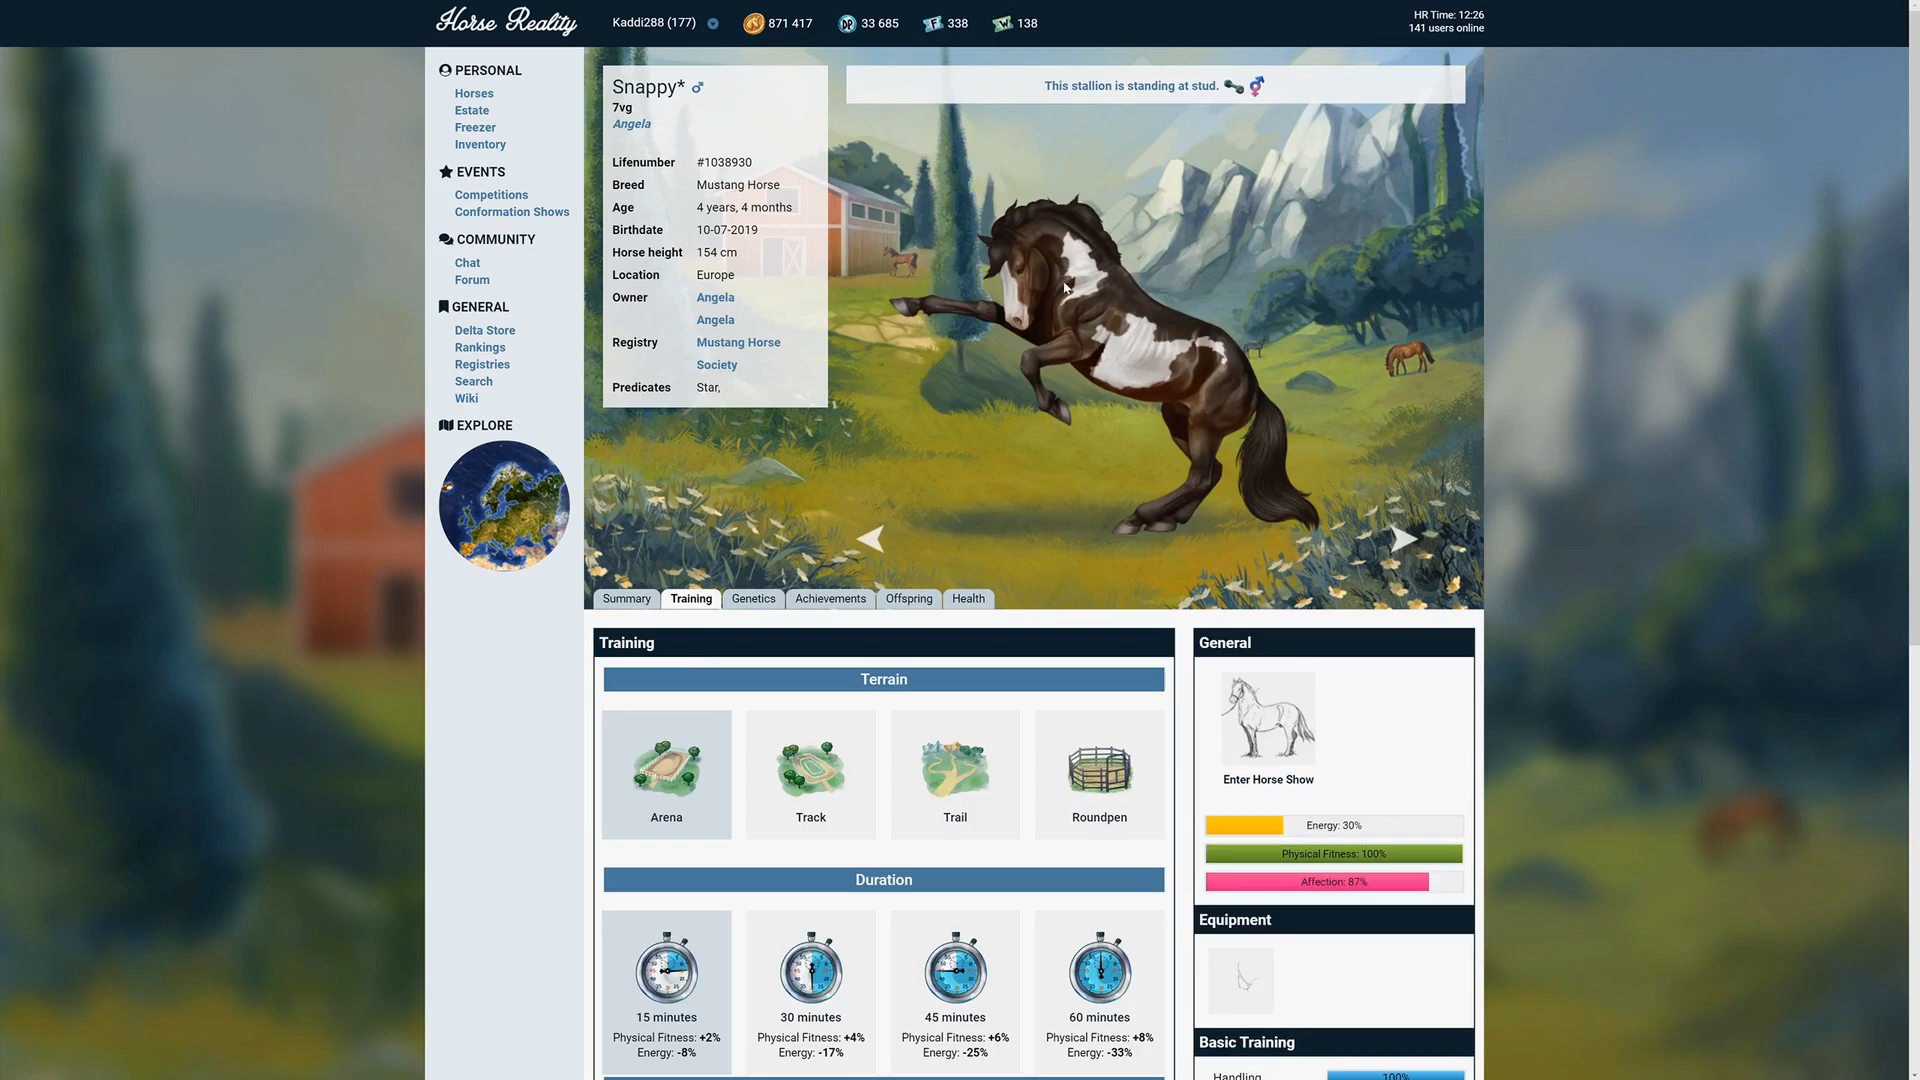 Horse Reality
Kaddi288 (177)
871 417
DP 33 685
F 338
W 138
HR Time: 12:26
141 users online
PERSONAL
Horses
Estate
Freezer
Inventory
EVENTS
Competitions
Conformation Shows
COMMUNITY
Chat
Forum
GENERAL
Delta Store
Rankings
Registries
Search
Wiki
EXPLORE
Snappy*
7vg
Angela
Lifenumber #1038930
Breed Mustang Horse
Age 4 years, 4 months
Birthdate 10-07-2019
Horse height 154 cm
Location Europe
Owner Angela
Angela
Registry Mustang Horse
Society
Predicates Star,
This stallion is standing at stud.
Summary Training Genetics Achievements Offspring Health
Training
Terrain
Arena Track Trail Roundpen
Duration
15 minutes 30 minutes 45 minutes 60 minutes
Physical Fitness: +2% Physical Fitness: +4% Physical Fitness: +6% Physical Fitness: +8%
Energy: -8% Energy: -17% Energy: -25% Energy: -33%
General
Enter Horse Show
Energy: 30%
Physical Fitness: 100%
Affection: 87%
Equipment
Basic Training
Handling 100%